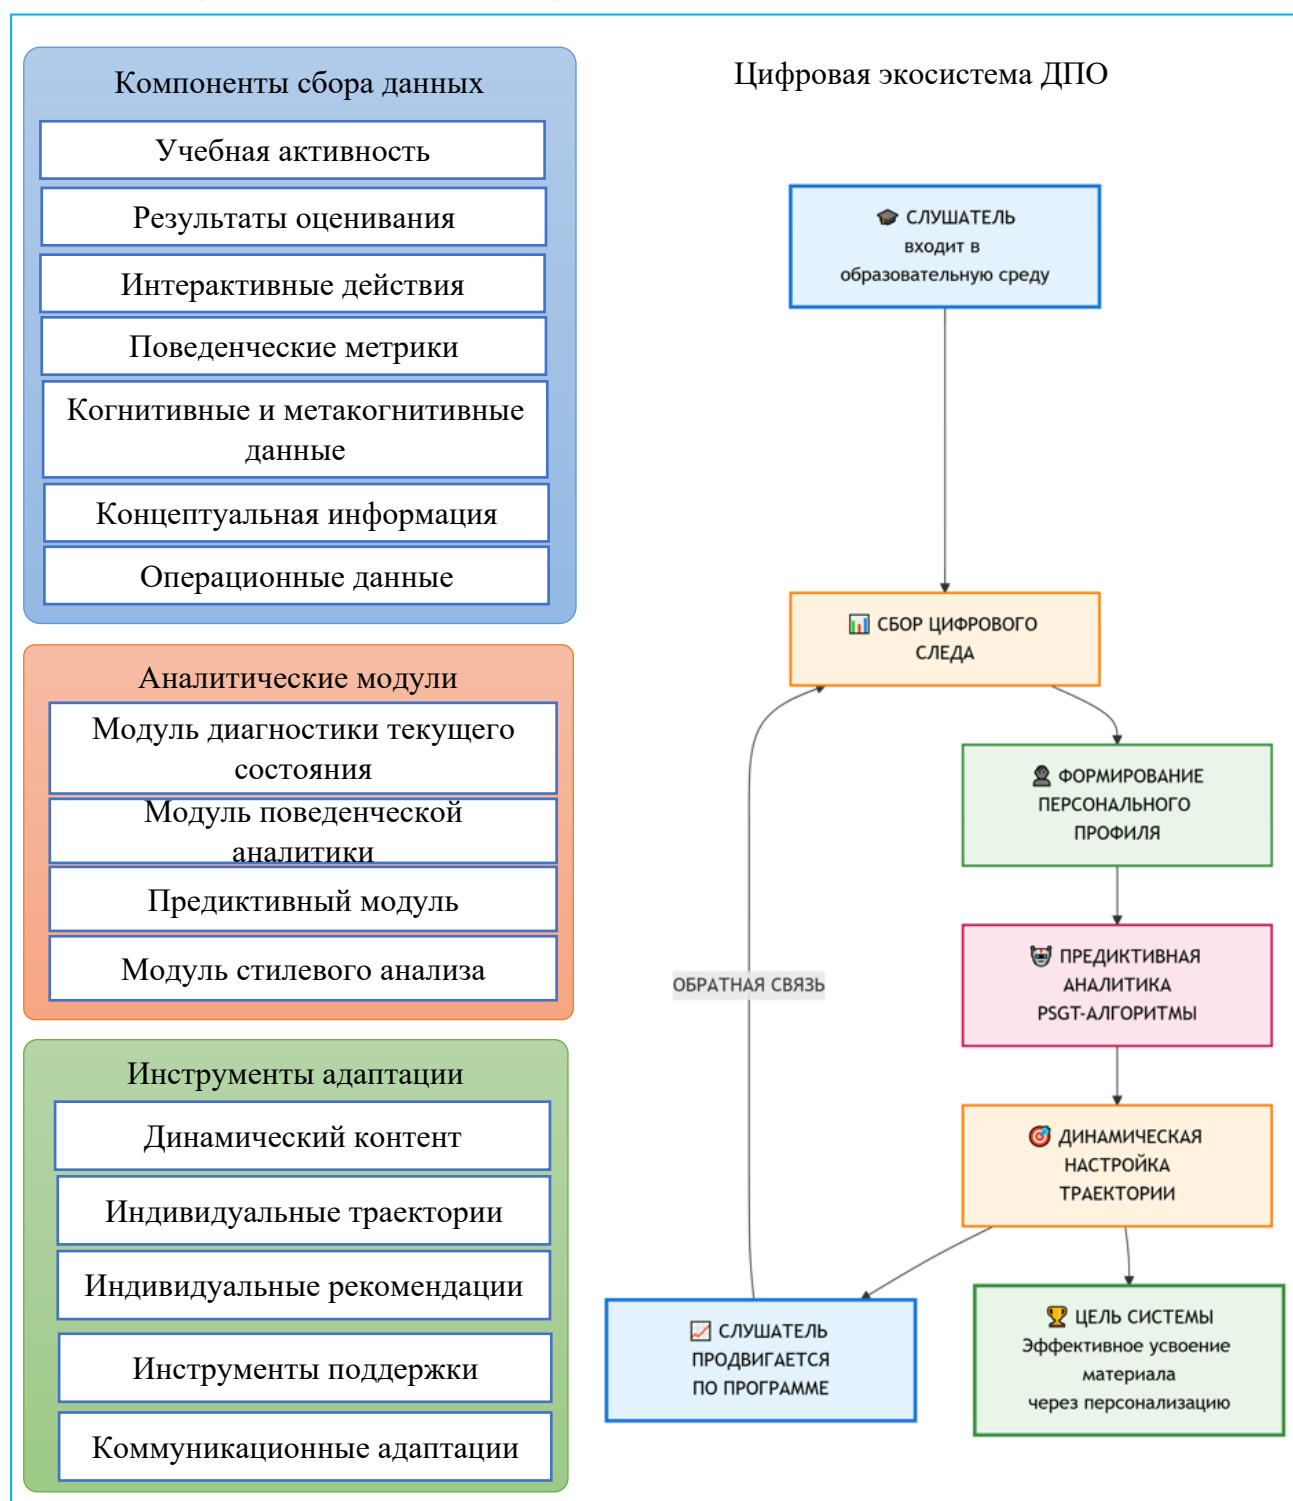 Компоненты сбора данных
Учебная активность
Результаты оценивания
Интерактивные действия
Поведенческие метрики
Когнитивные и метакогнитивные
данные
Концептуальная информация
Операционные данные
Аналитические модули
Модуль диагностики текущего
состояния
Модуль поведенческой
аналитики
Предиктивный модуль
Модуль стилевого анализа
Инструменты адаптации
Динамический контент
Индивидуальные траектории
Индивидуальные рекомендации
Инструменты поддержки
Коммуникационные адаптации
Цифровая экосистема ДПО
СЛУШАТЕЛЬ
входит в
образовательную среду
СБОР ЦИФРОВОГО
СЛЕДА
ФОРМИРОВАНИЕ
ПЕРСОНАЛЬНОГО
ПРОФИЛЯ
ПРЕДИКТИВНАЯ
АНАЛИТИКА
PSGT-АЛГОРИТМЫ
ОБРАТНАЯ СВЯЗЬ
ДИНАМИЧЕСКАЯ
НАСТРОЙКА
ТРАЕКТОРИИ
СЛУШАТЕЛЬ
ПРОДВИГАЕТСЯ
ПО ПРОГРАММЕ
ЦЕЛЬ СИСТЕМЫ
Эффективное усвоение
материала
через персонализацию